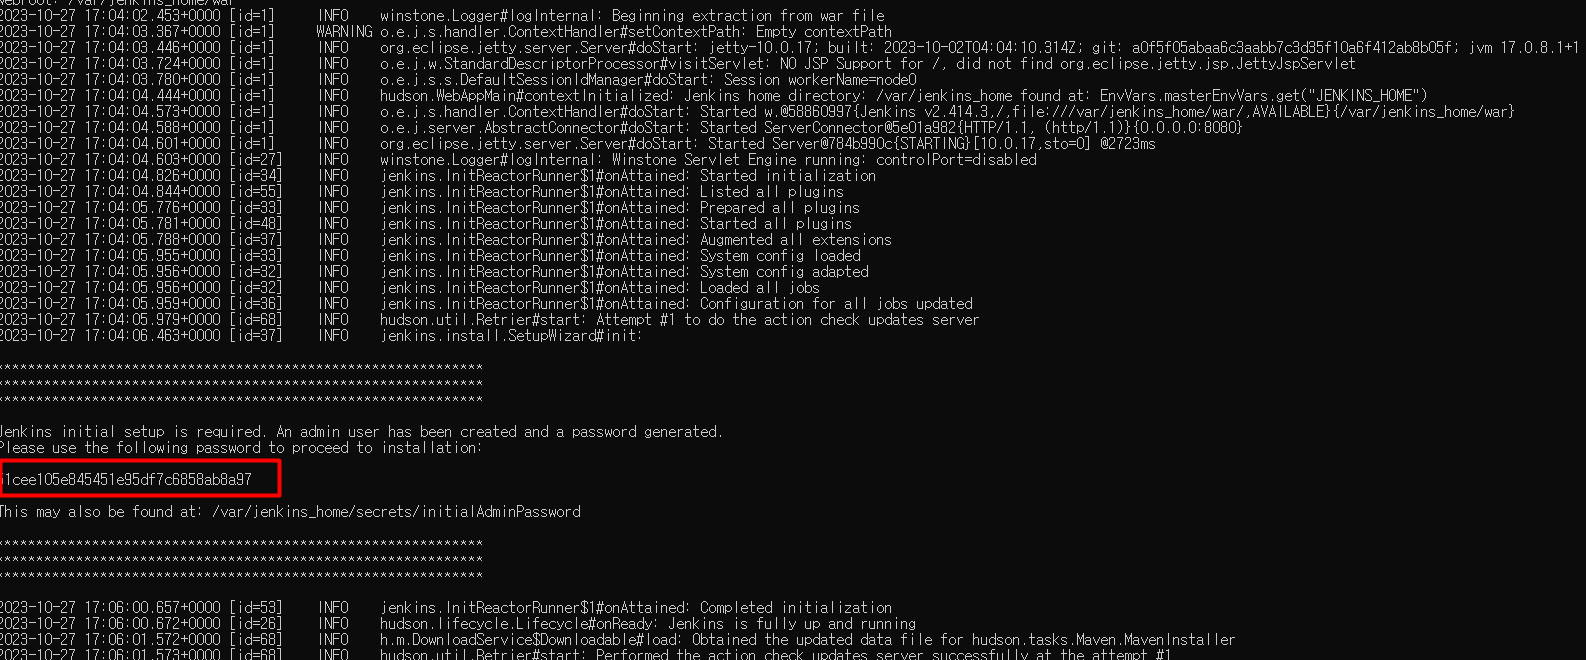 webroot: /var/jenkins_home/war
2023-10-27 17:04:02.453+0000 [id=1] INFO winstone.Logger#logInternal: Beginning extraction from war file
2023-10-27 17:04:03.367+0000 [id=1] WARNING o.e.j.s.handler.ContextHandler#setContextPath: Empty contextPath
2023-10-27 17:04:03.446+0000 [id=1] INFO org.eclipse.jetty.server.Server#doStart: jetty-10.0.17; built: 2023-10-02T04:04:10.314Z; git: a0f5f05abaa6c3aabb7c3d35f10a6f412ab8b05f; jvm 17.0.8.1+1
2023-10-27 17:04:03.724+0000 [id=1] INFO o.e.j.w.StandardDescriptorProcessor#visitServlet: NO JSP Support for /, did not find org.eclipse.jetty.jsp.JettyJspServlet
2023-10-27 17:04:03.780+0000 [id=1] INFO o.e.j.s.s.DefaultSessionIdManager#doStart: Session workerName=node0
2023-10-27 17:04:04.444+0000 [id=1] INFO hudson.WebAppMain#contextInitialized: Jenkins home directory: /var/jenkins_home found at: EnvVars.masterEnvVars.get("JENKINS_HOME")
2023-10-27 17:04:04.573+0000 [id=1] INFO o.e.j.s.handler.ContextHandler#doStart: Started w.@58860997{Jenkins v2.414.3,/,file:///var/jenkins_home/war/,AVAILABLE}{/var/jenkins_home/war}
2023-10-27 17:04:04.588+0000 [id=1] INFO o.e.j.server.AbstractConnector#doStart: Started ServerConnector@5e01a982{HTTP/1.1, (http/1.1)}{0.0.0.0:8080}
2023-10-27 17:04:04.601+0000 [id=1] INFO org.eclipse.jetty.server.Server#doStart: Started Server@784b990c{STARTING}[10.0.17,sto=0] @2723ms
2023-10-27 17:04:04.603+0000 [id=27] INFO winstone.Logger#logInternal: Winstone Servlet Engine running: controlPort=disabled
2023-10-27 17:04:04.826+0000 [id=34] INFO jenkins.InitReactorRunner$1#onAttained: Started initialization
2023-10-27 17:04:04.844+0000 [id=55] INFO jenkins.InitReactorRunner$1#onAttained: Listed all plugins
2023-10-27 17:04:05.776+0000 [id=33] INFO jenkins.InitReactorRunner$1#onAttained: Prepared all plugins
2023-10-27 17:04:05.781+0000 [id=48] INFO jenkins.InitReactorRunner$1#onAttained: Started all plugins
2023-10-27 17:04:05.788+0000 [id=37] INFO jenkins.InitReactorRunner$1#onAttained: Augmented all extensions
2023-10-27 17:04:05.955+0000 [id=33] INFO jenkins.InitReactorRunner$1#onAttained: System config loaded
2023-10-27 17:04:05.956+0000 [id=32] INFO jenkins.InitReactorRunner$1#onAttained: System config adapted
2023-10-27 17:04:05.956+0000 [id=32] INFO jenkins.InitReactorRunner$1#onAttained: Loaded all jobs
2023-10-27 17:04:05.959+0000 [id=36] INFO jenkins.InitReactorRunner$1#onAttained: Configuration for all jobs updated
2023-10-27 17:04:05.979+0000 [id=68] INFO hudson.util.Retrier#start: Attempt #1 to do the action check updates server
2023-10-27 17:04:06.463+0000 [id=37] INFO jenkins.install.SetupWizard#init:
*************************************************************
*************************************************************
*************************************************************
Jenkins initial setup is required. An admin user has been created and a password generated.
Please use the following password to proceed to installation:
1cee105e845451e95df7c6858ab8a97
This may also be found at: /var/jenkins_home/secrets/initialAdminPassword
*************************************************************
*************************************************************
*************************************************************
2023-10-27 17:06:00.657+0000 [id=53] INFO jenkins.InitReactorRunner$1#onAttained: Completed initialization
2023-10-27 17:06:00.672+0000 [id=26] INFO hudson.lifecycle.Lifecycle#onReady: Jenkins is fully up and running
2023-10-27 17:06:01.572+0000 [id=68] INFO h.m.DownloadService$Downloadable#load: Obtained the updated data file for hudson.tasks.Maven.MavenInstaller
2023-10-27 17:06:01.573+0000 [id=68] INFO hudson.util.Retrier#start: Performed the action check updates server successfully at the attempt #1